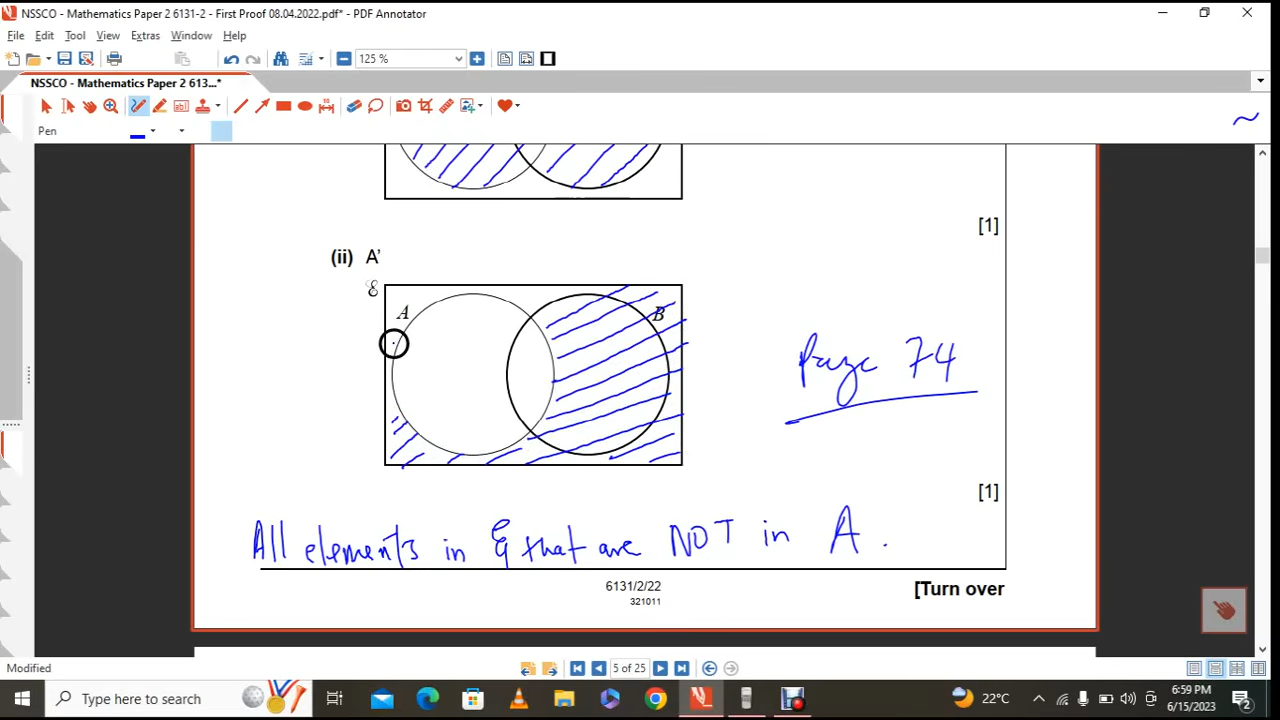 NSSCO - Mathematics Paper 2 6131-2 - First Proof 08.04.2022.pdf* - PDF Annotator
File Edit Tool View Extras Window Help
125 %
NSSCO - Mathematics Paper 2 613...*
Pen
[1]
(ii) A'
ℰ
A
B
Page 74
[1]
All elements in ℰ that are NOT in A.
6131/2/22
321011
[Turn over
Modified
5 of 25
Type here to search
22°C
6:59 PM
6/15/2023
2